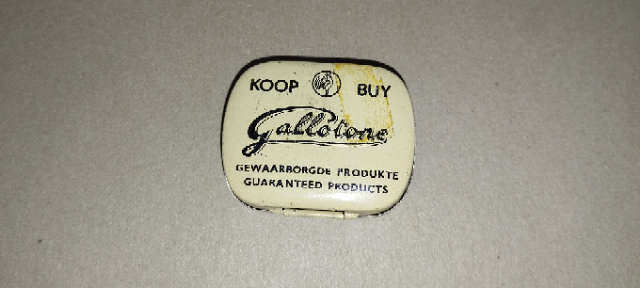 KOOP BUY
Gallotone
GEWAARBORGDE PRODUKTE
GUARANTEED PRODUCTS